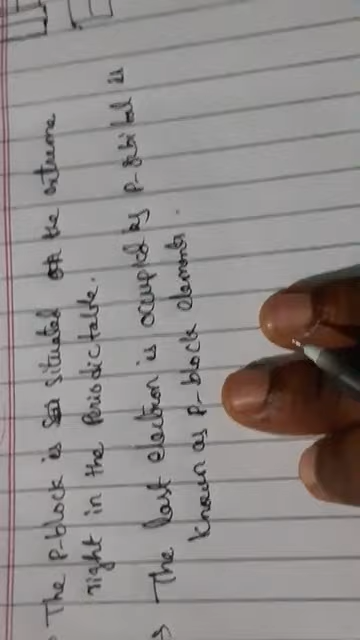 The P-block is situated on the extreme
right in the Periodic table.
The last electron is occupied by P-orbital is
known as P-block elements.